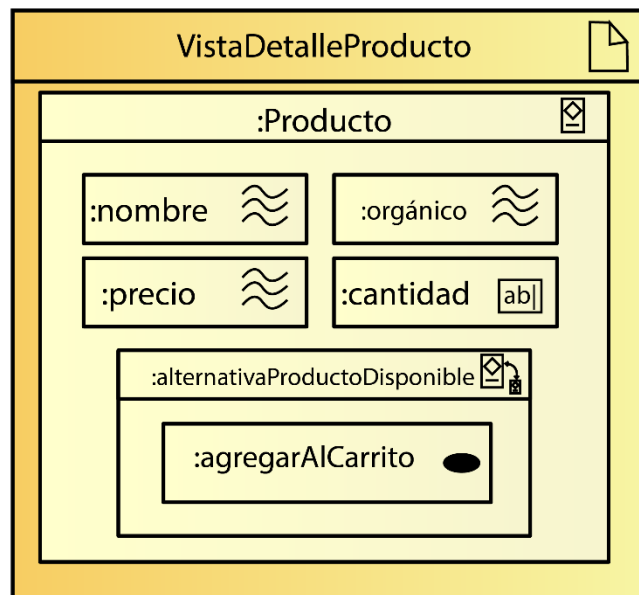 VistaDetalleProducto
:Producto
:nombre
:orgánico
:precio
:cantidad
ab|
:alternativaProductoDisponible
:agregarAlCarrito